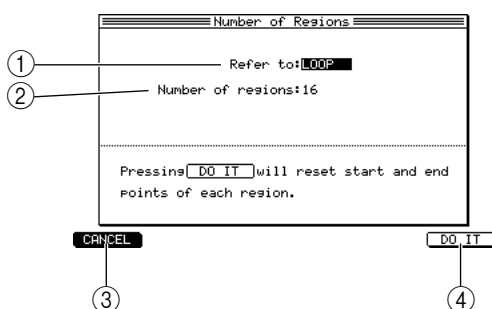 Number of Regions
① Refer to:LOOP
② Number of regions:16
Pressing DO IT will reset start and end
points of each region.
CANCEL DO IT
③ ④